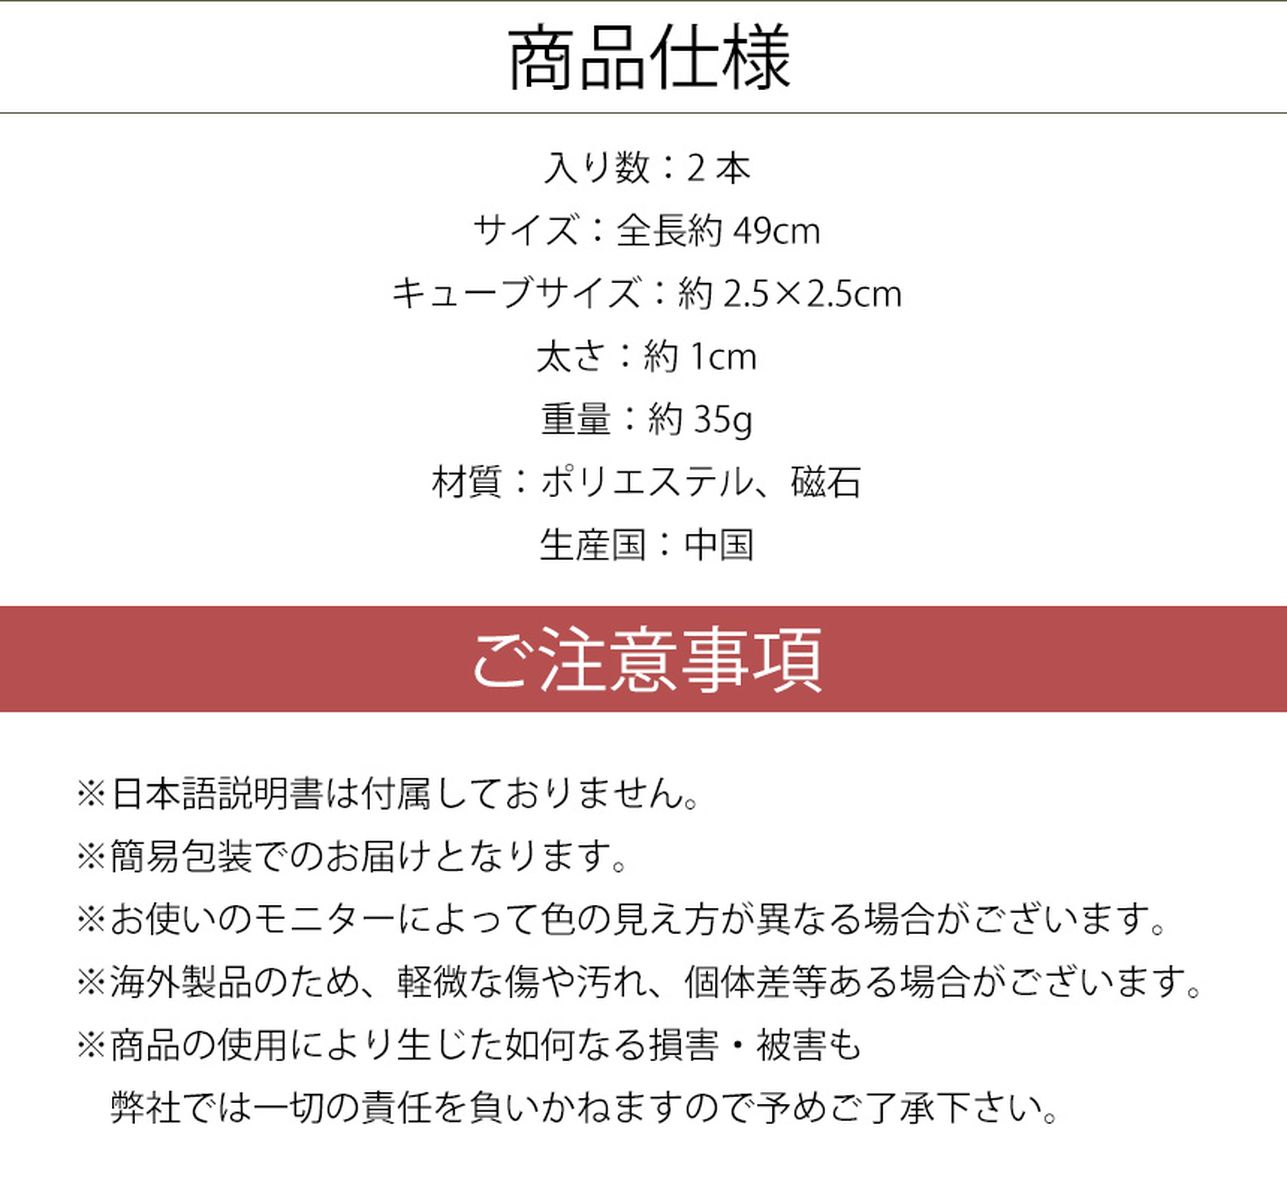 商品仕様
入り数：2 本
サイズ：全長約 49cm
キューブサイズ：約 2.5×2.5cm
太さ：約 1cm
重量：約 35g
材質：ポリエステル、磁石
生産国：中国
ご注意事項
※日本語説明書は付属しておりません。
※簡易包装でのお届けとなります。
※お使いのモニターによって色の見え方が異なる場合がございます。
※海外製品のため、軽微な傷や汚れ、個体差等ある場合がございます。
※商品の使用により生じた如何なる損害・被害も
弊社では一切の責任を負いかねますので予めご了承下さい。